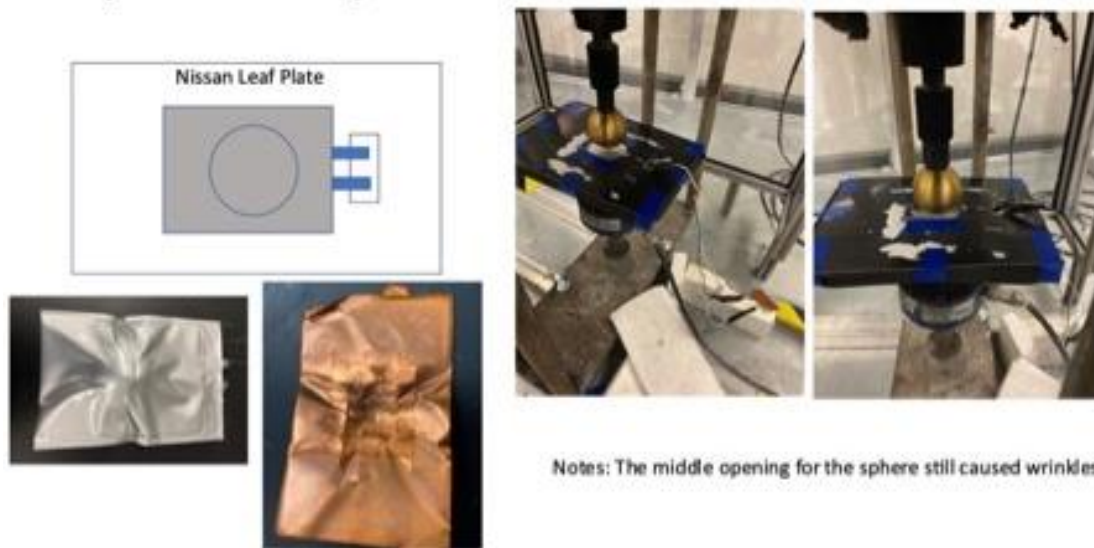 Nissan Leaf Plate
Notes: The middle opening for the sphere still caused wrinkles